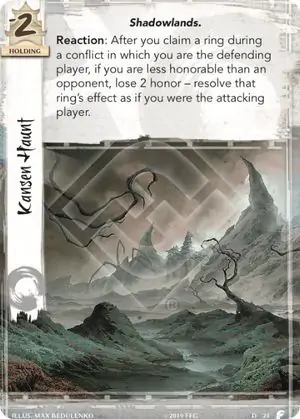 2
HOLDING
Shadowlands.
Reaction: After you claim a ring during
a conflict in which you are the defending
player, if you are less honorable than an
opponent, lose 2 honor – resolve that
ring's effect as if you were the attacking
player.
Kansen Haunt
ILLUS. MAX BEDULENKO
©2019 FFG
D 21